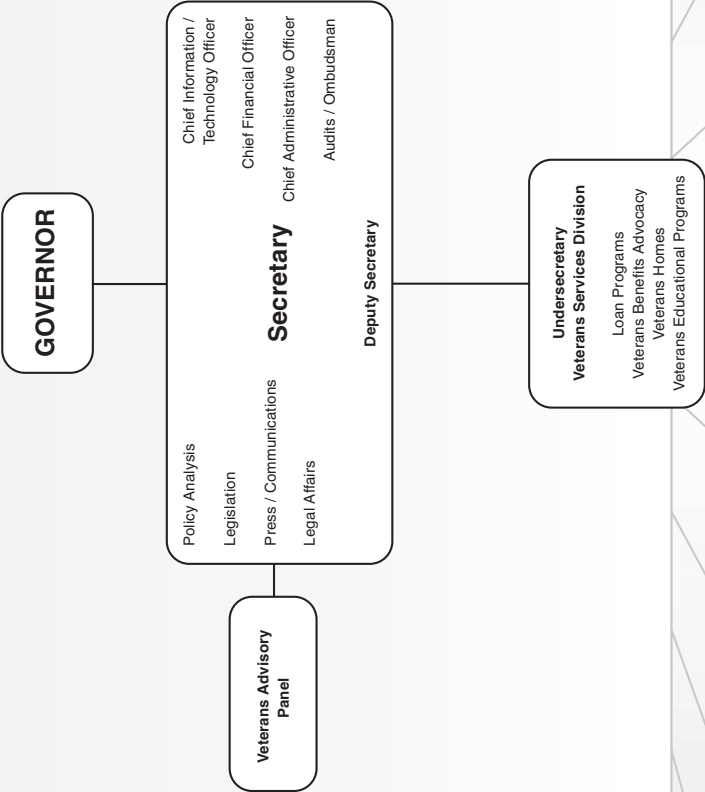 GOVERNOR
Policy Analysis
Legislation
Press / Communications
Legal Affairs
Secretary
Deputy Secretary
Chief Information /
Technology Officer
Chief Financial Officer
Chief Administrative Officer
Audits / Ombudsman
Veterans Advisory
Panel
Undersecretary
Veterans Services Division
Loan Programs
Veterans Benefits Advocacy
Veterans Homes
Veterans Educational Programs